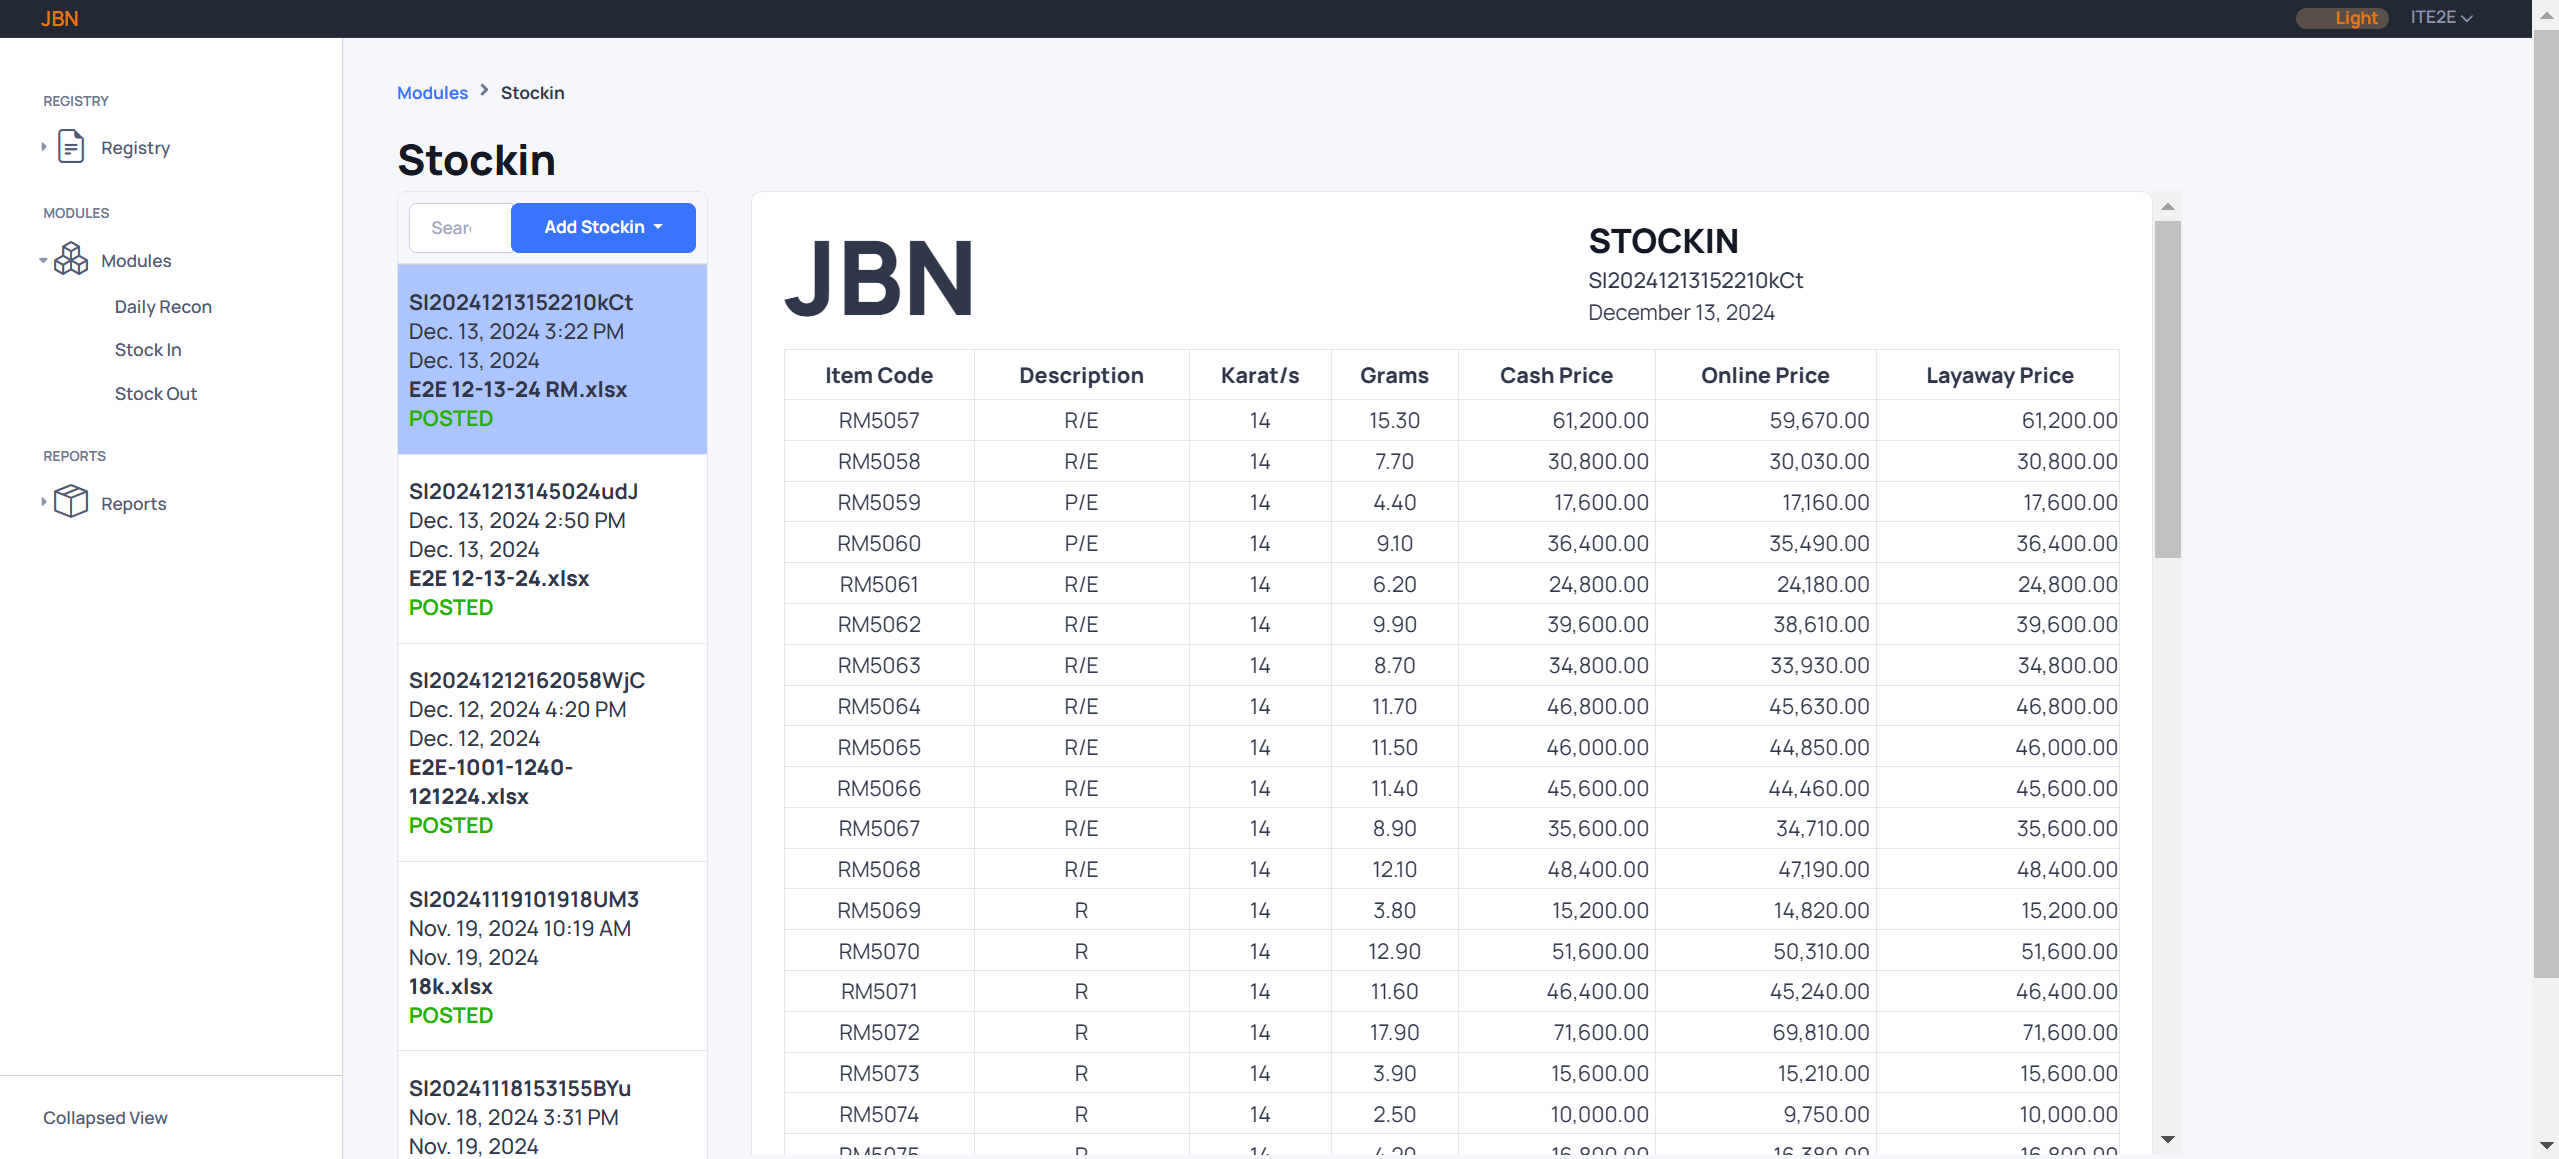 JBN
Light
ITE2E
REGISTRY
Registry
MODULES
Modules
Daily Recon
Stock In
Stock Out
REPORTS
Reports
Collapsed View
Modules > Stockin
Stockin
Add Stockin
SI20241213152210kCt
Dec. 13, 2024 3:22 PM
Dec. 13, 2024
E2E 12-13-24 RM.xlsx
POSTED
SI20241213145024udJ
Dec. 13, 2024 2:50 PM
Dec. 13, 2024
E2E 12-13-24.xlsx
POSTED
SI20241212162058WjC
Dec. 12, 2024 4:20 PM
Dec. 12, 2024
E2E-1001-1240-
121224.xlsx
POSTED
SI20241119101918UM3
Nov. 19, 2024 10:19 AM
Nov. 19, 2024
18k.xlsx
POSTED
SI20241118153155BYu
Nov. 18, 2024 3:31 PM
Nov. 19, 2024
JBN
STOCKIN
SI20241213152210kCt
December 13, 2024
Item Code Description Karat/s Grams Cash Price Online Price Layaway Price
RM5057 R/E 14 15.30 61,200.00 59,670.00 61,200.00
RM5058 R/E 14 7.70 30,800.00 30,030.00 30,800.00
RM5059 P/E 14 4.40 17,600.00 17,160.00 17,600.00
RM5060 P/E 14 9.10 36,400.00 35,490.00 36,400.00
RM5061 R/E 14 6.20 24,800.00 24,180.00 24,800.00
RM5062 R/E 14 9.90 39,600.00 38,610.00 39,600.00
RM5063 R/E 14 8.70 34,800.00 33,930.00 34,800.00
RM5064 R/E 14 11.70 46,800.00 45,630.00 46,800.00
RM5065 R/E 14 11.50 46,000.00 44,850.00 46,000.00
RM5066 R/E 14 11.40 45,600.00 44,460.00 45,600.00
RM5067 R/E 14 8.90 35,600.00 34,710.00 35,600.00
RM5068 R/E 14 12.10 48,400.00 47,190.00 48,400.00
RM5069 R 14 3.80 15,200.00 14,820.00 15,200.00
RM5070 R 14 12.90 51,600.00 50,310.00 51,600.00
RM5071 R 14 11.60 46,400.00 45,240.00 46,400.00
RM5072 R 14 17.90 71,600.00 69,810.00 71,600.00
RM5073 R 14 3.90 15,600.00 15,210.00 15,600.00
RM5074 R 14 2.50 10,000.00 9,750.00 10,000.00